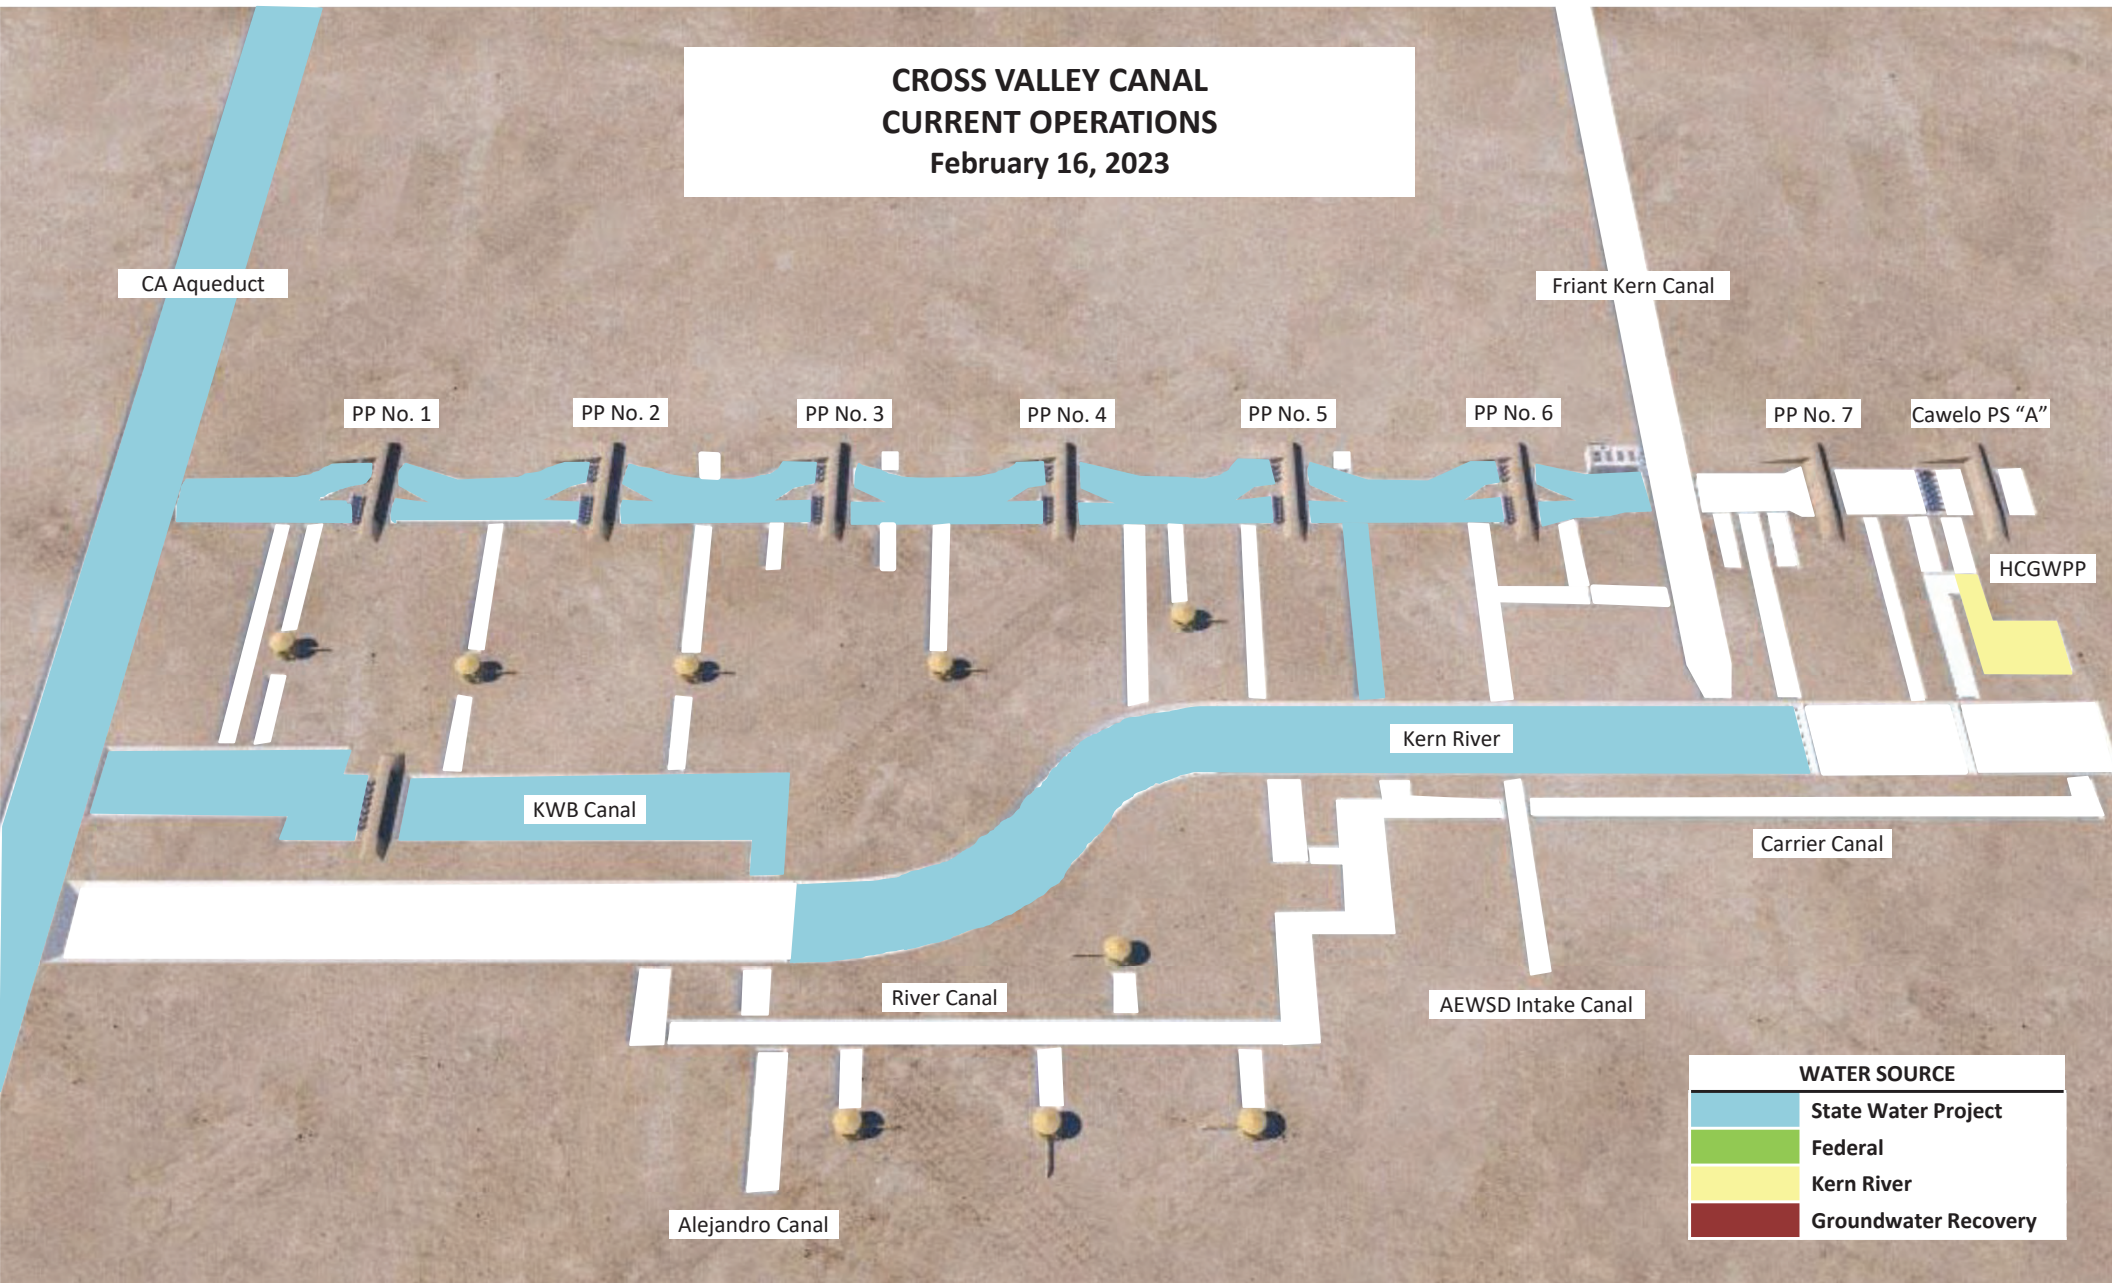 CROSS VALLEY CANAL
CURRENT OPERATIONS
February 16, 2023
CA Aqueduct
Friant Kern Canal
PP No. 1
PP No. 2
PP No. 3
PP No. 4
PP No. 5
PP No. 6
PP No. 7
Cawelo PS “A”
HCGWPP
Kern River
KWB Canal
Carrier Canal
River Canal
AEWSD Intake Canal
Alejandro Canal
WATER SOURCE
State Water Project
Federal
Kern River
Groundwater Recovery